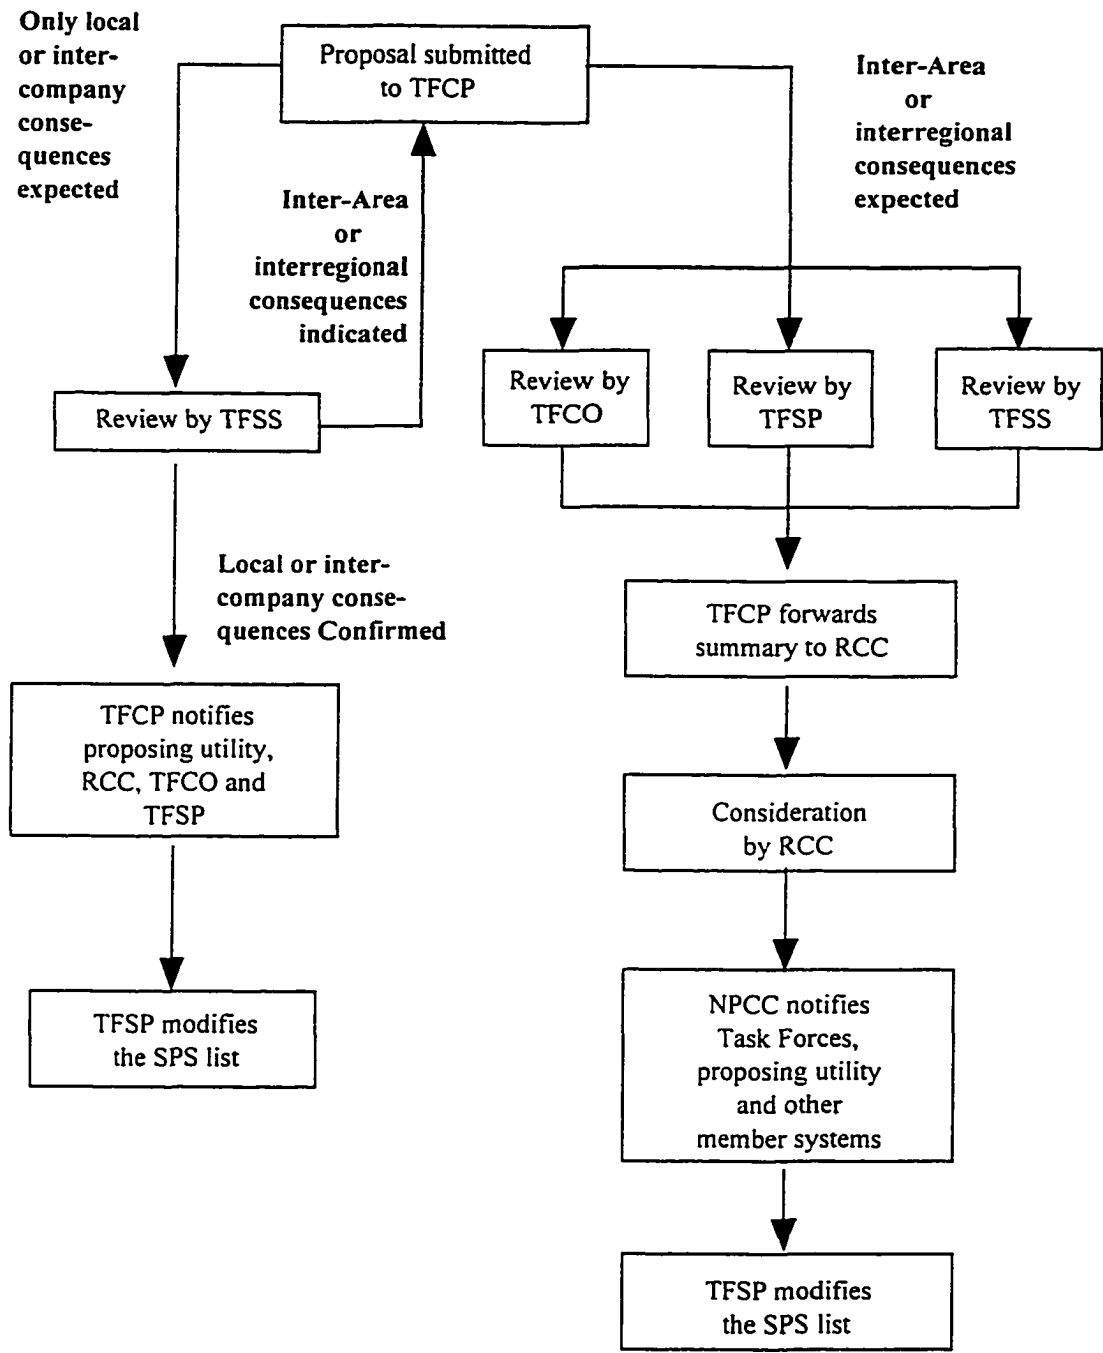 Only local
or inter-
company
conse-
quences
expected
Proposal submitted
to TFCP
Inter-Area
or
interregional
consequences
expected
Inter-Area
or
interregional
consequences
indicated
Review by TFSS
Review by
TFCO
Review by
TFSP
Review by
TFSS
Local or inter-
company conse-
quences Confirmed
TFCP notifies
proposing utility,
RCC, TFCO and
TFSP
TFSP modifies
the SPS list
TFCP forwards
summary to RCC
Consideration
by RCC
NPCC notifies
Task Forces,
proposing utility
and other
member systems
TFSP modifies
the SPS list